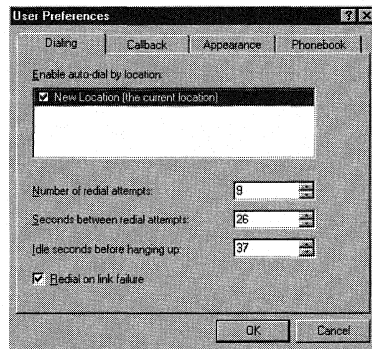 User Preferences
Dialing Callback Appearance Phonebook
Enable auto-dial by location:
New Location (the current location)
Number of redial attempts: 9
Seconds between redial attempts: 26
Idle seconds before hanging up: 37
Redial on link failure
OK Cancel